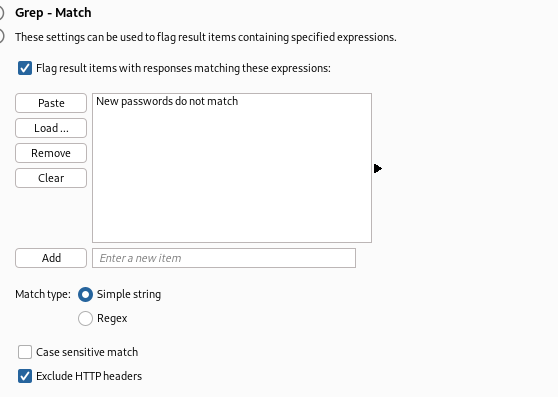 Grep - Match
These settings can be used to flag result items containing specified expressions.
Flag result items with responses matching these expressions:
Paste
New passwords do not match
Load ...
Remove
Clear
Add
Enter a new item
Match type:
Simple string
Regex
Case sensitive match
Exclude HTTP headers